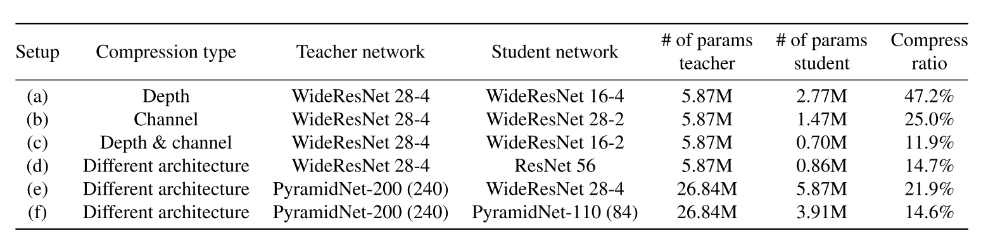 Setup Compression type Teacher network Student network # of params teacher # of params student Compress ratio
(a) Depth WideResNet 28-4 WideResNet 16-4 5.87M 2.77M 47.2%
(b) Channel WideResNet 28-4 WideResNet 28-2 5.87M 1.47M 25.0%
(c) Depth & channel WideResNet 28-4 WideResNet 16-2 5.87M 0.70M 11.9%
(d) Different architecture WideResNet 28-4 ResNet 56 5.87M 0.86M 14.7%
(e) Different architecture PyramidNet-200 (240) WideResNet 28-4 26.84M 5.87M 21.9%
(f) Different architecture PyramidNet-200 (240) PyramidNet-110 (84) 26.84M 3.91M 14.6%